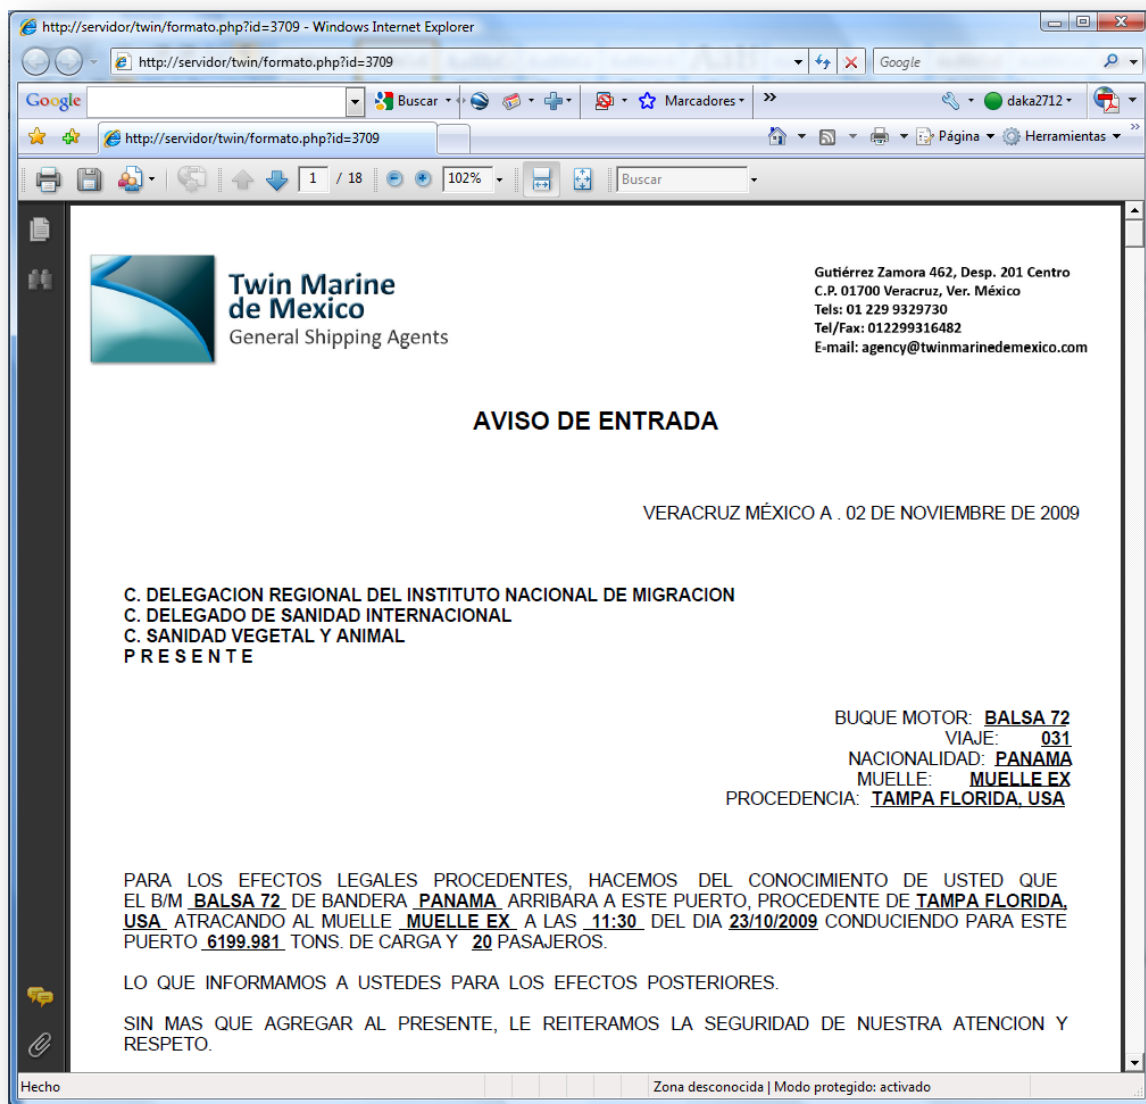 http://servidor/twin/formato.php?id=3709 - Windows Internet Explorer
http://servidor/twin/formato.php?id=3709
Google
Google
Buscar
Marcadores
»
daka2712
http://servidor/twin/formato.php?id=3709
Página
Herramientas
»
1 / 18
102%
Buscar
Twin Marine
de Mexico
General Shipping Agents
Gutiérrez Zamora 462, Desp. 201 Centro
C.P. 01700 Veracruz, Ver. México
Tels: 01 229 9329730
Tel/Fax: 012299316482
E-mail: agency@twinmarinedemexico.com
AVISO DE ENTRADA
VERACRUZ MÉXICO A . 02 DE NOVIEMBRE DE 2009
C. DELEGACION REGIONAL DEL INSTITUTO NACIONAL DE MIGRACION
C. DELEGADO DE SANIDAD INTERNACIONAL
C. SANIDAD VEGETAL Y ANIMAL
P R E S E N T E
BUQUE MOTOR: BALSA 72
VIAJE: 031
NACIONALIDAD: PANAMA
MUELLE: MUELLE EX
PROCEDENCIA: TAMPA FLORIDA, USA
PARA LOS EFECTOS LEGALES PROCEDENTES, HACEMOS DEL CONOCIMIENTO DE USTED QUE
EL B/M BALSA 72 DE BANDERA PANAMA ARRIBARA A ESTE PUERTO, PROCEDENTE DE TAMPA FLORIDA,
USA ATRACANDO AL MUELLE MUELLE EX A LAS 11:30 DEL DIA 23/10/2009 CONDUCIENDO PARA ESTE
PUERTO 6199.981 TONS. DE CARGA Y 20 PASAJEROS.
LO QUE INFORMAMOS A USTEDES PARA LOS EFECTOS POSTERIORES.
SIN MAS QUE AGREGAR AL PRESENTE, LE REITERAMOS LA SEGURIDAD DE NUESTRA ATENCION Y
RESPETO.
Hecho
Zona desconocida | Modo protegido: activado